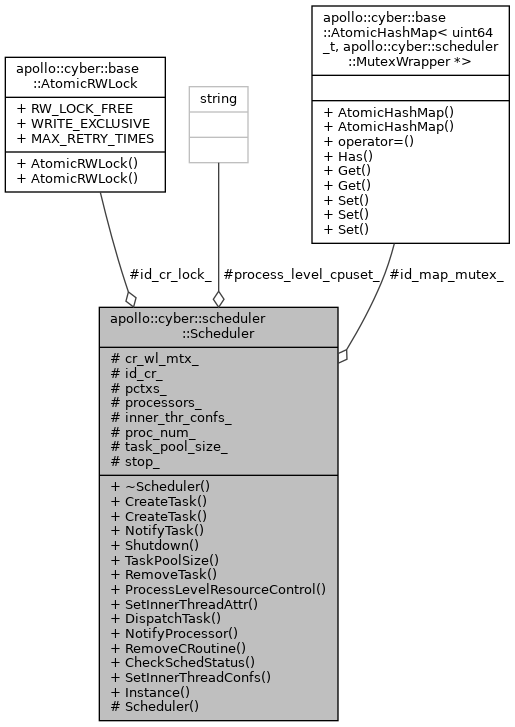 apollo::cyber::base
::AtomicRWLock
+ RW_LOCK_FREE
+ WRITE_EXCLUSIVE
+ MAX_RETRY_TIMES
+ AtomicRWLock()
+ AtomicRWLock()
string
apollo::cyber::base
::AtomicHashMap< uint64
_t, apollo::cyber::scheduler
::MutexWrapper *>
+ AtomicHashMap()
+ AtomicHashMap()
+ operator=()
+ Has()
+ Get()
+ Get()
+ Set()
+ Set()
+ Set()
#id_cr_lock_
#process_level_cpuset_
#id_map_mutex_
apollo::cyber::scheduler
::Scheduler
# cr_wl_mtx_
# id_cr_
# pctxs_
# processors_
# inner_thr_confs_
# proc_num_
# task_pool_size_
# stop_
+ ~Scheduler()
+ CreateTask()
+ CreateTask()
+ NotifyTask()
+ Shutdown()
+ TaskPoolSize()
+ RemoveTask()
+ ProcessLevelResourceControl()
+ SetInnerThreadAttr()
+ DispatchTask()
+ NotifyProcessor()
+ RemoveCRoutine()
+ CheckSchedStatus()
+ SetInnerThreadConfs()
+ Instance()
# Scheduler()